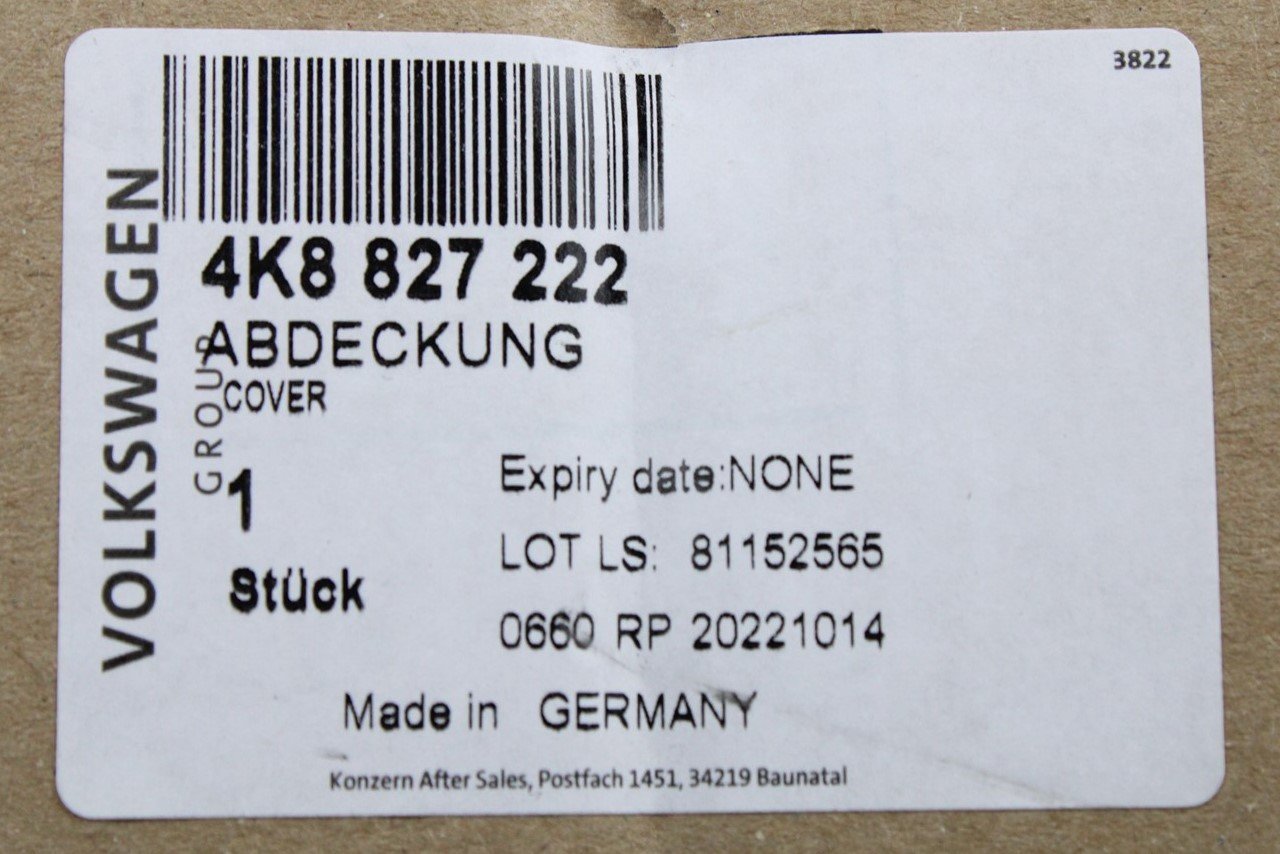 3822
VOLKSWAGEN
GROUP
4K8 827 222
ABDECKUNG
COVER
1
Stück
Expiry date:NONE
LOT LS: 81152565
0660 RP 20221014
Made in GERMANY
Konzern After Sales, Postfach 1451, 34219 Baunatal